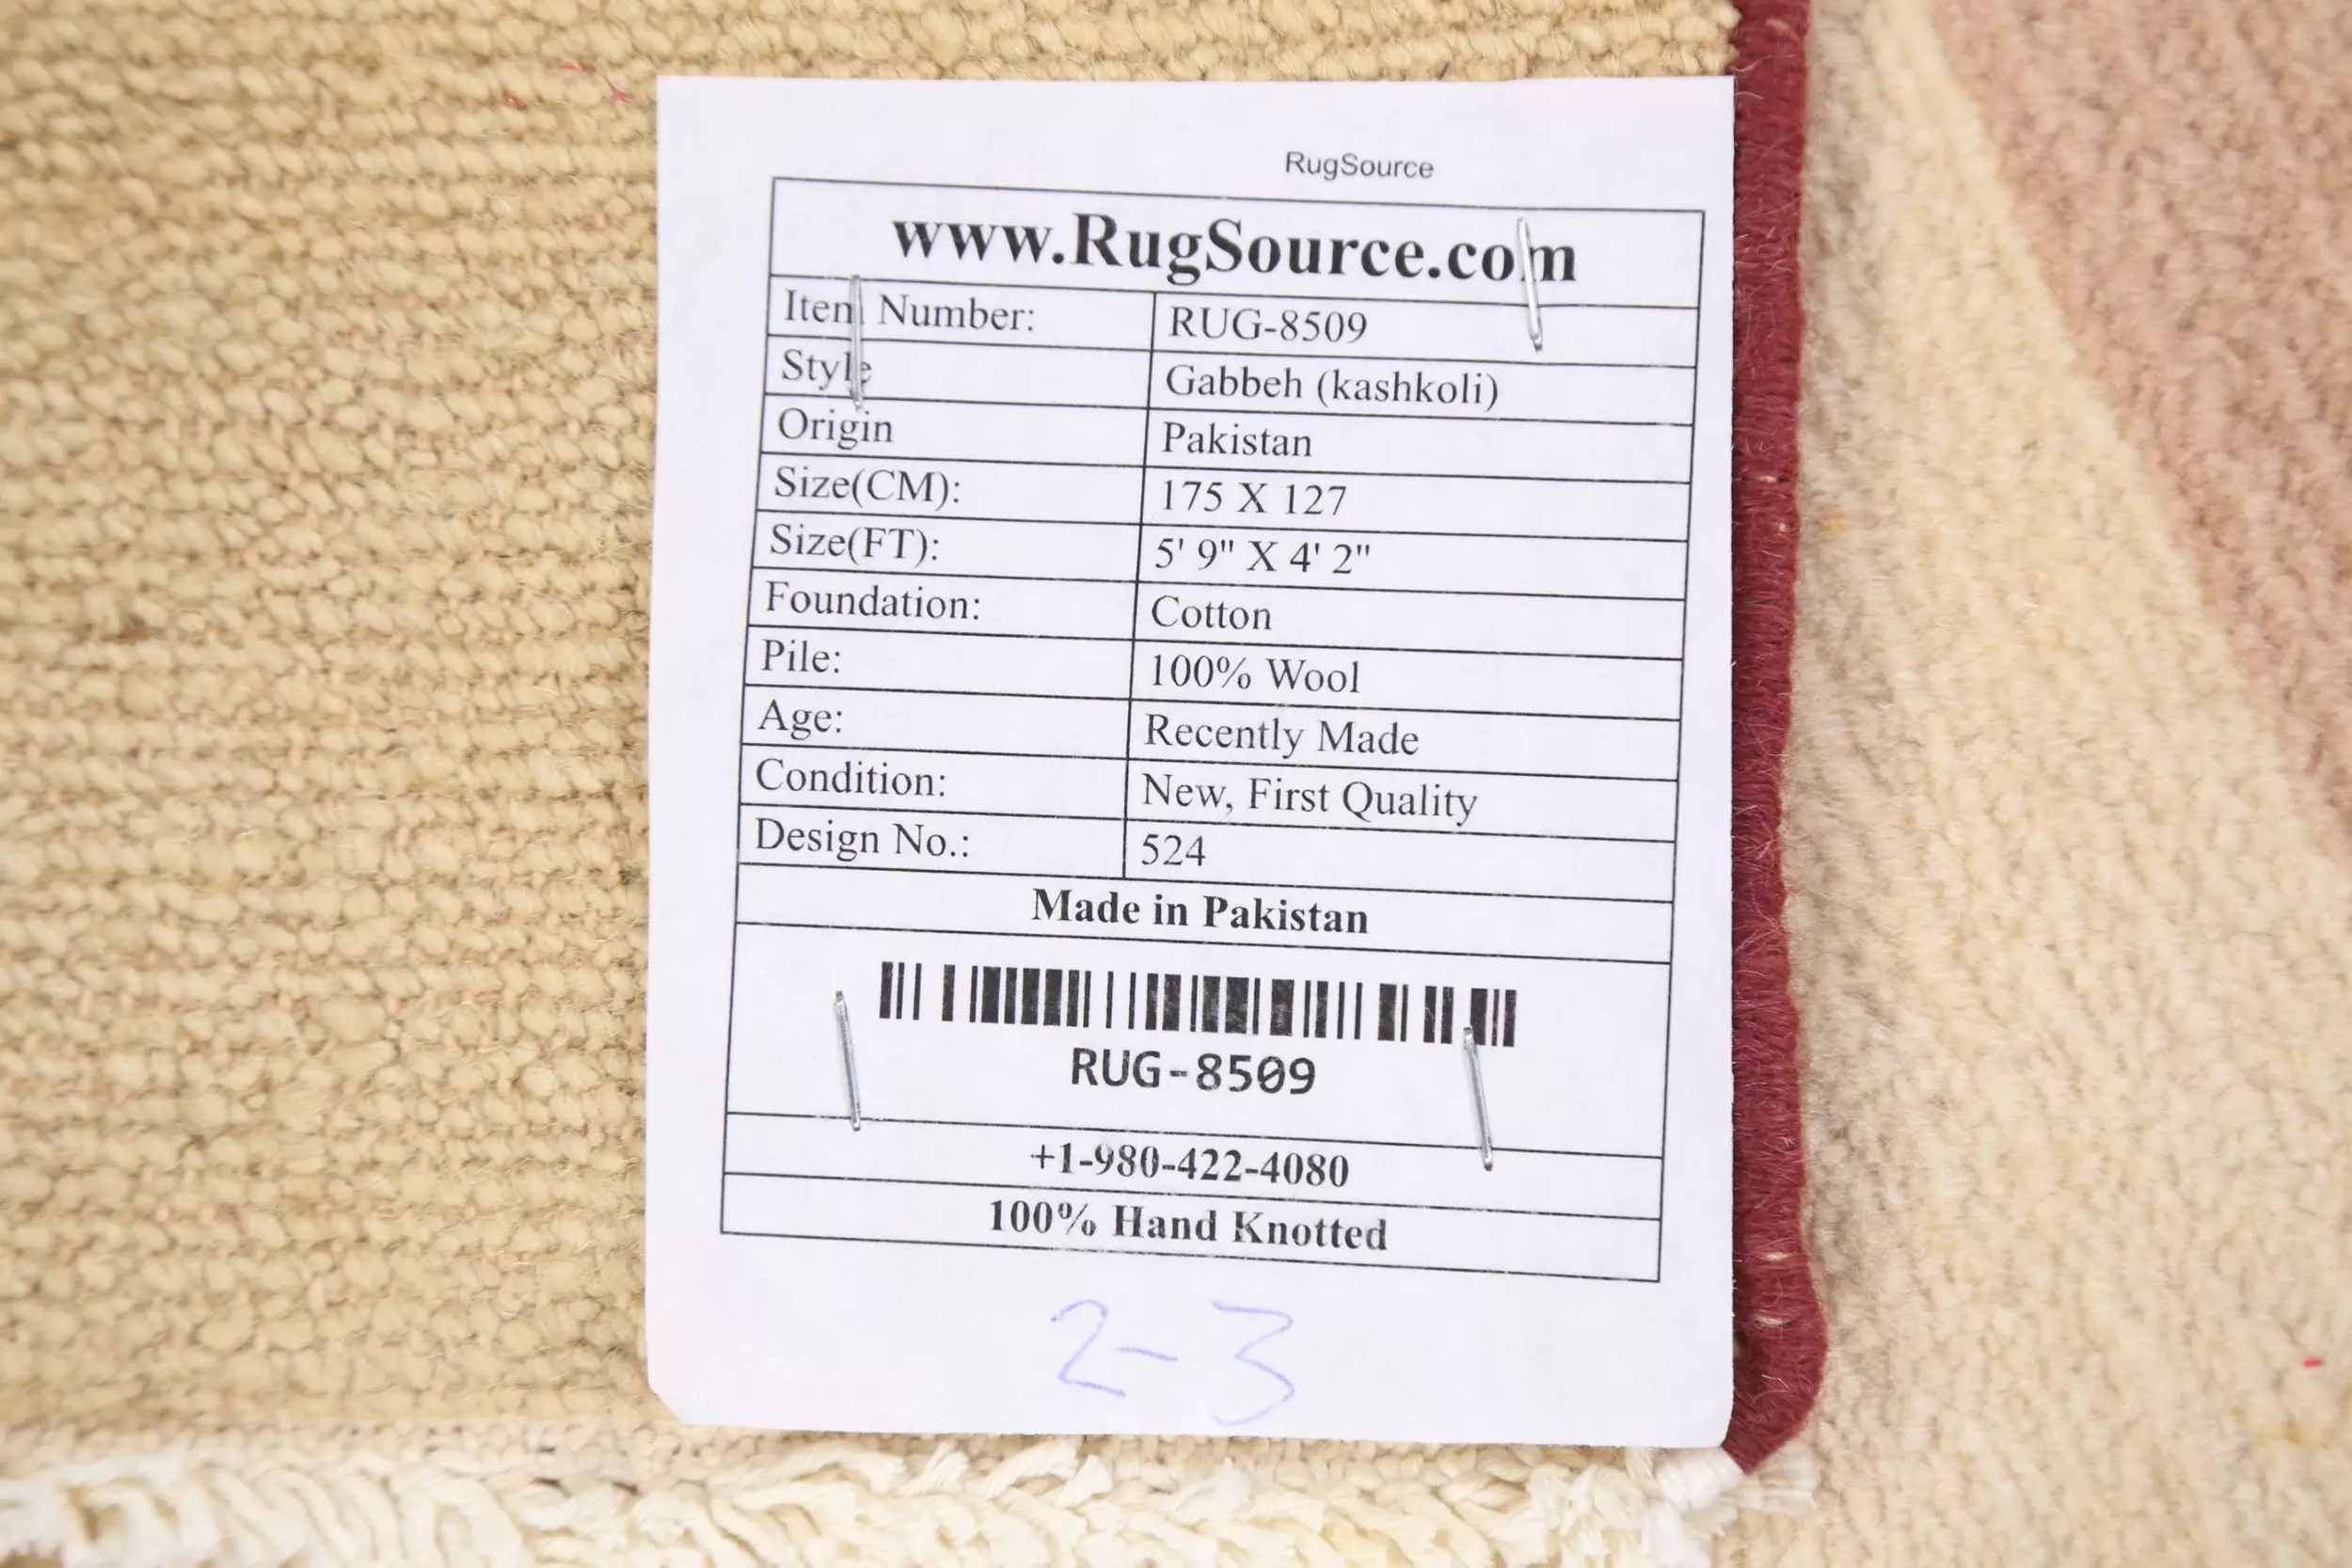 RugSource
www.RugSource.com
Item Number: RUG-8509
Style Gabbeh (kashkoli)
Origin Pakistan
Size(CM): 175 X 127
Size(FT): 5' 9" X 4' 2"
Foundation: Cotton
Pile: 100% Wool
Age: Recently Made
Condition: New, First Quality
Design No.: 524
Made in Pakistan
RUG-8509
+1-980-422-4080
100% Hand Knotted
2-3